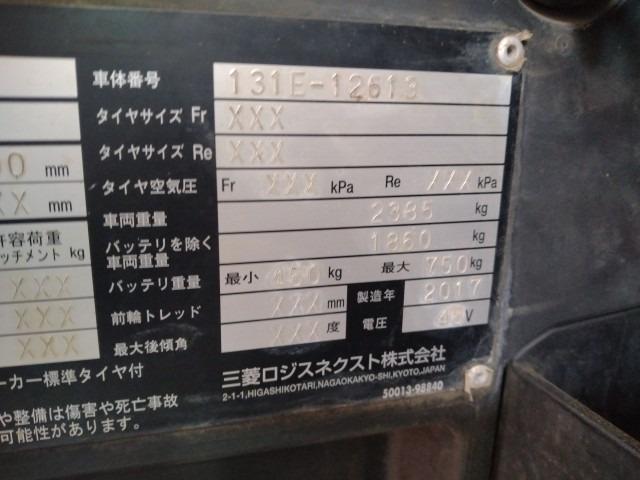 車体番号 131E-12613
タイヤサイズ Fr XXX
タイヤサイズ Re XXX
0 mm タイヤ空気圧 Fr XXX kPa Re /// kPa
X mm 車両重量 2385 kg
許容荷重 バッテリを除く 1860 kg
ッチメント kg 車両重量
XXX バッテリ重量 最小 kg 最大 750 kg
XXX 前輪トレッド XXX mm 製造年 2017
XXX 最大後傾角 XXX 度 電圧 V
ーカー標準タイヤ付 三菱ロジスネクスト株式会社
2-1-1,HIGASHIKOTARI,NAGAOKAKYO-SHI,KYOTO,JAPAN
や整備は傷害や死亡事故 50013-98840
可能性があります。